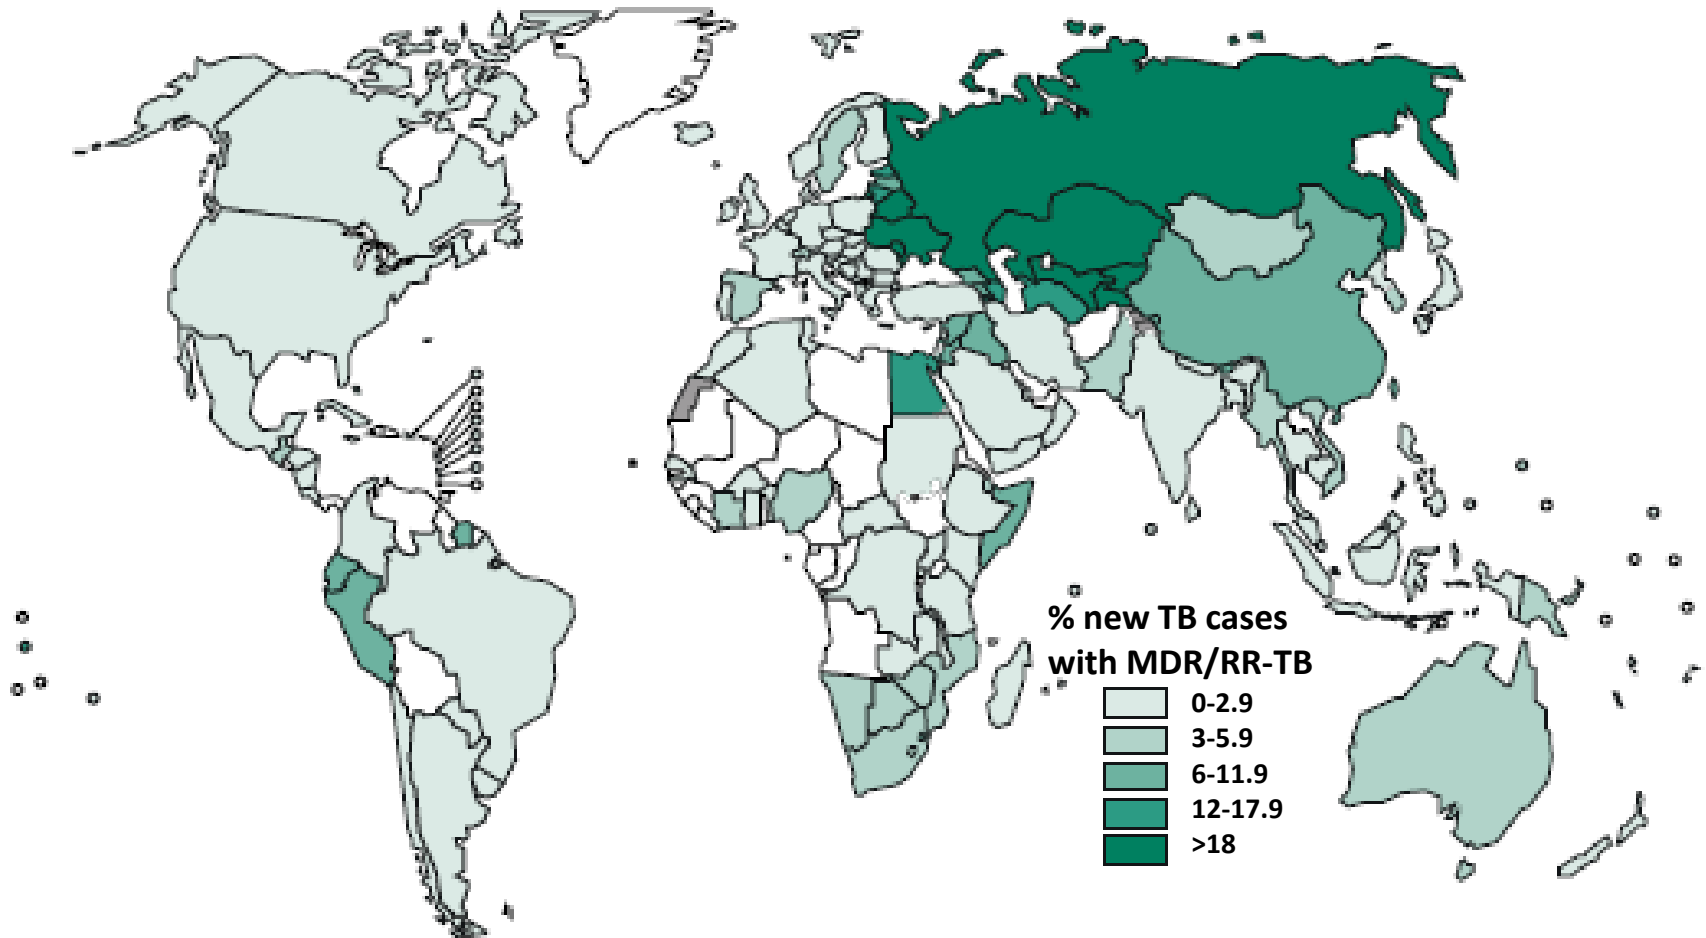 % new TB cases
with MDR/RR-TB
0-2.9
3-5.9
6-11.9
12-17.9
>18